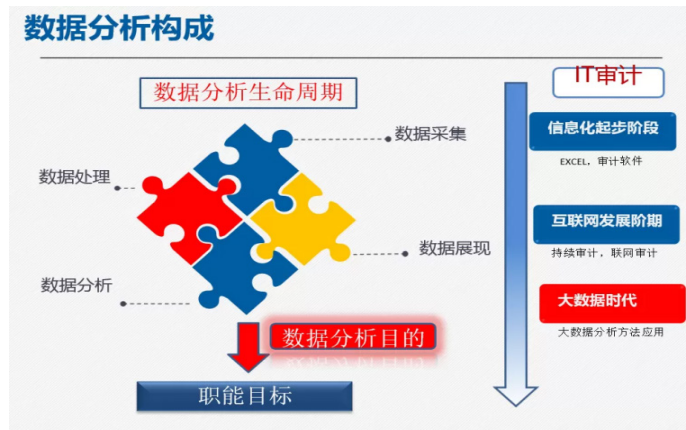 数据分析构成
数据分析生命周期
数据采集
数据处理
数据展现
数据分析
数据分析目的
职能目标
IT审计
信息化起步阶段
EXCEL，审计软件
互联网发展阶期
持续审计，联网审计
大数据时代
大数据分析方法应用